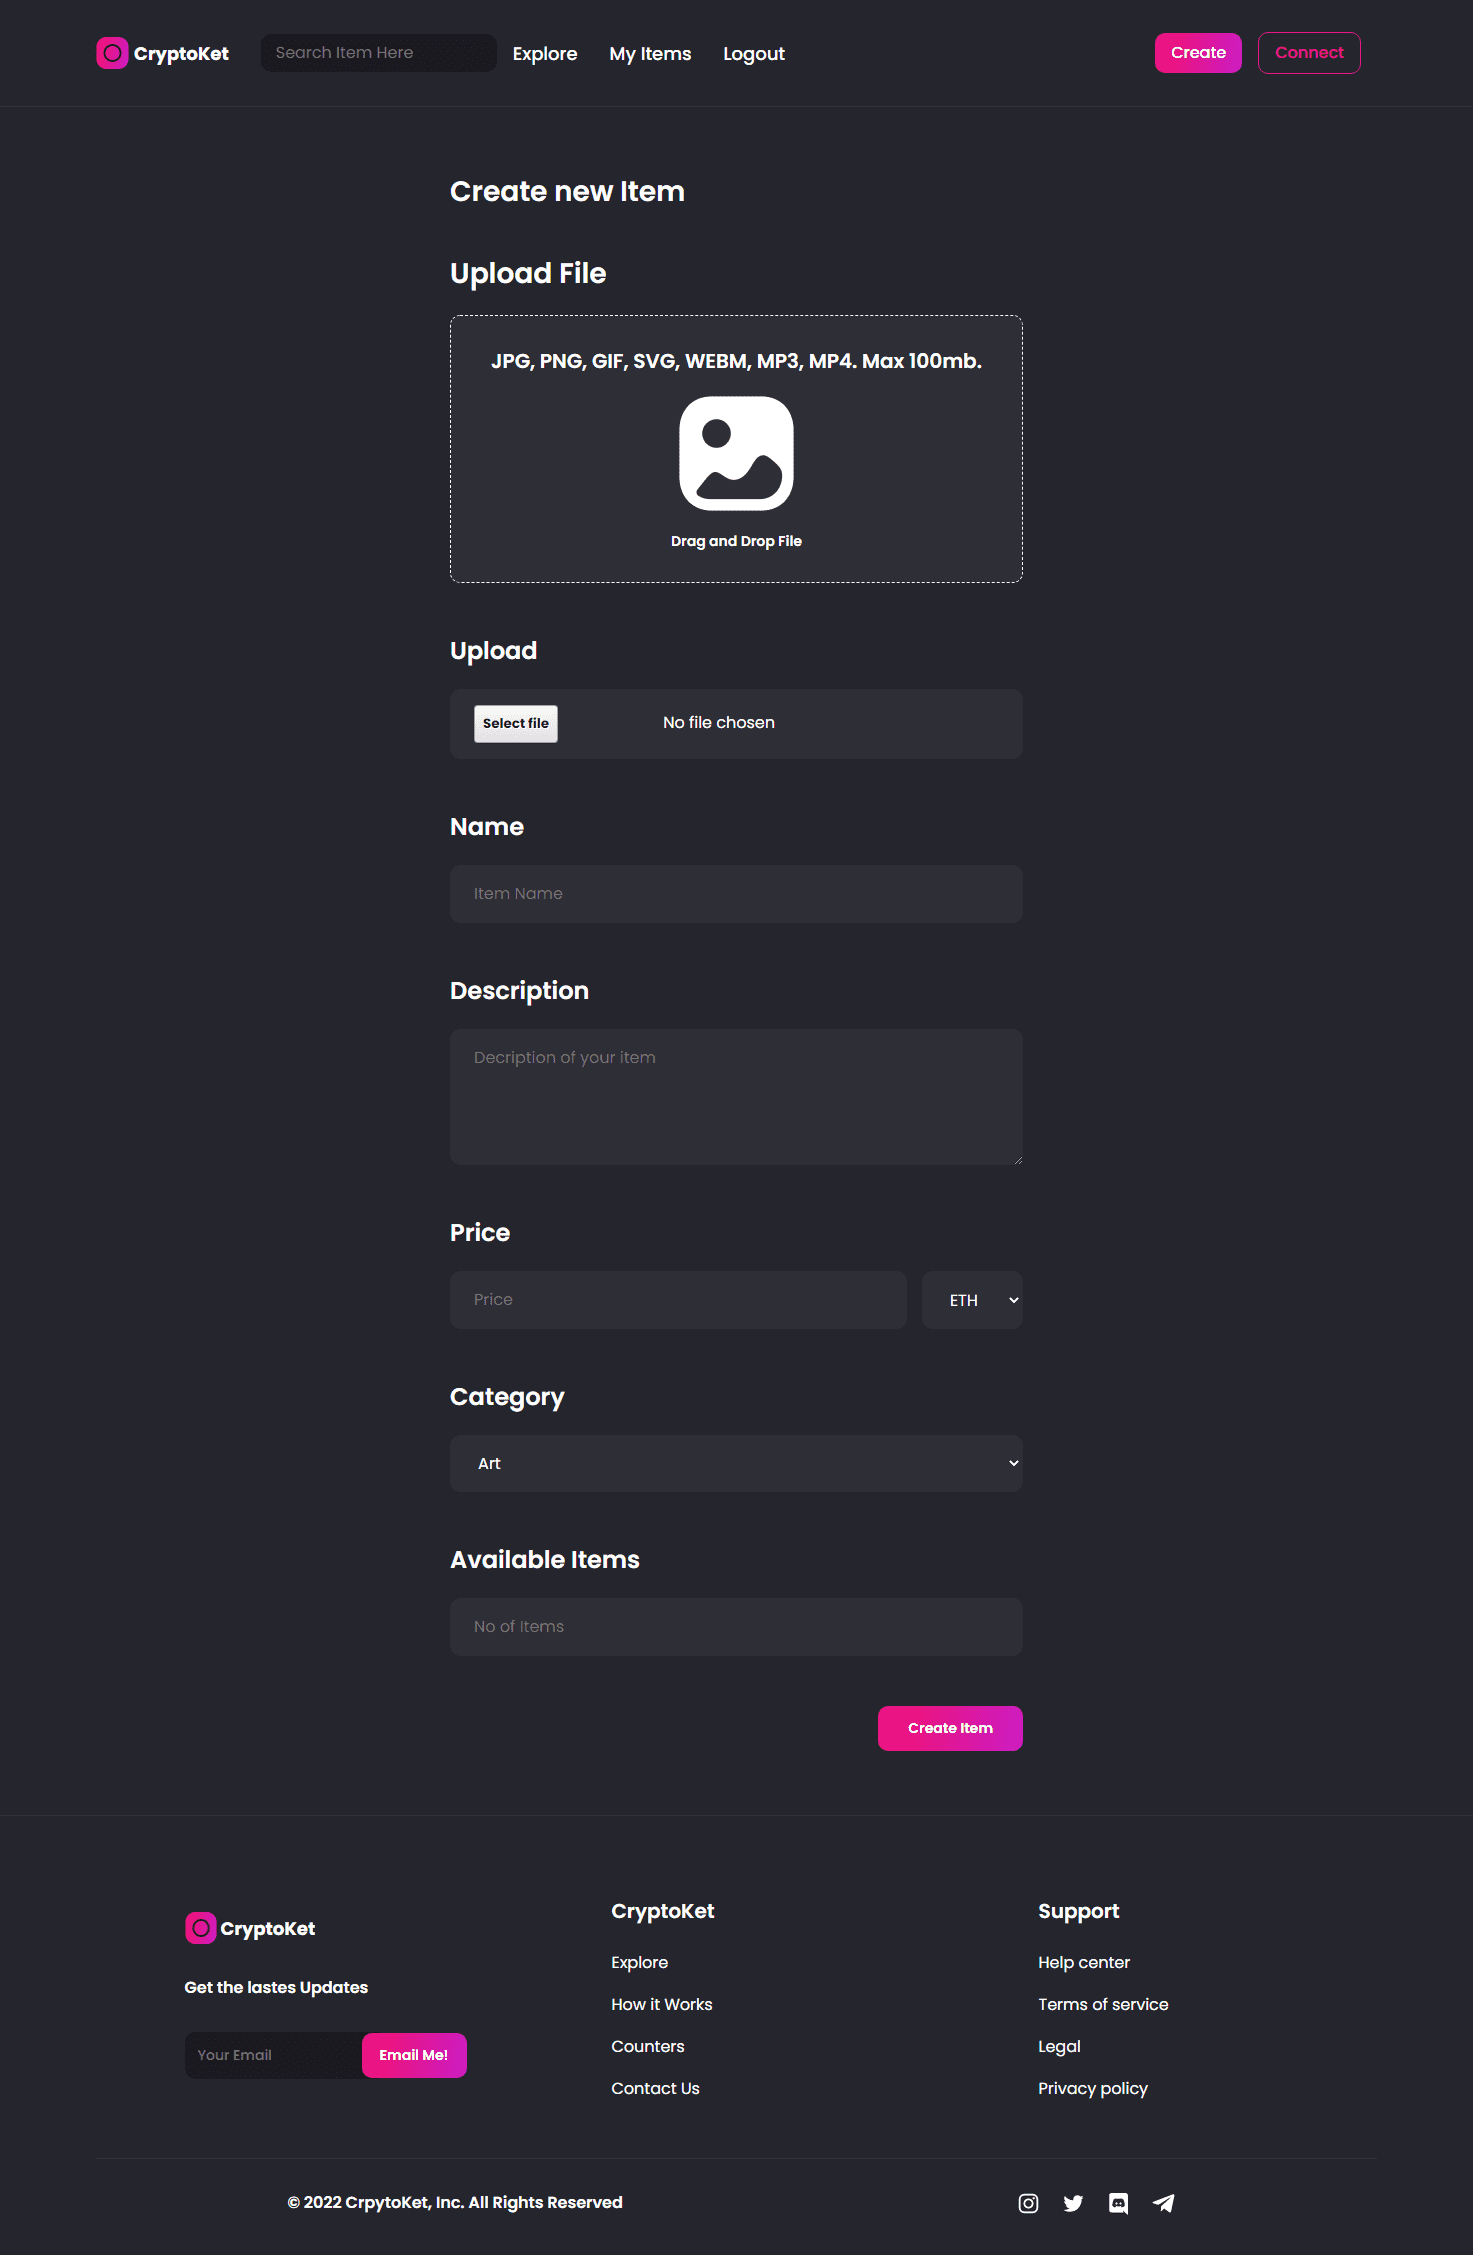 CryptoKet
Search Item Here
Explore
My Items
Logout
Create
Connect
Create new Item
Upload File
JPG, PNG, GIF, SVG, WEBM, MP3, MP4. Max 100mb.
Drag and Drop File
Upload
Select file
No file chosen
Name
Item Name
Description
Decription of your item
Price
Price
ETH
Category
Art
Available Items
No of Items
Create Item
CryptoKet
Get the lastes Updates
Your Email
Email Me!
CryptoKet
Explore
How it Works
Counters
Contact Us
Support
Help center
Terms of service
Legal
Privacy policy
© 2022 CrpytoKet, Inc. All Rights Reserved